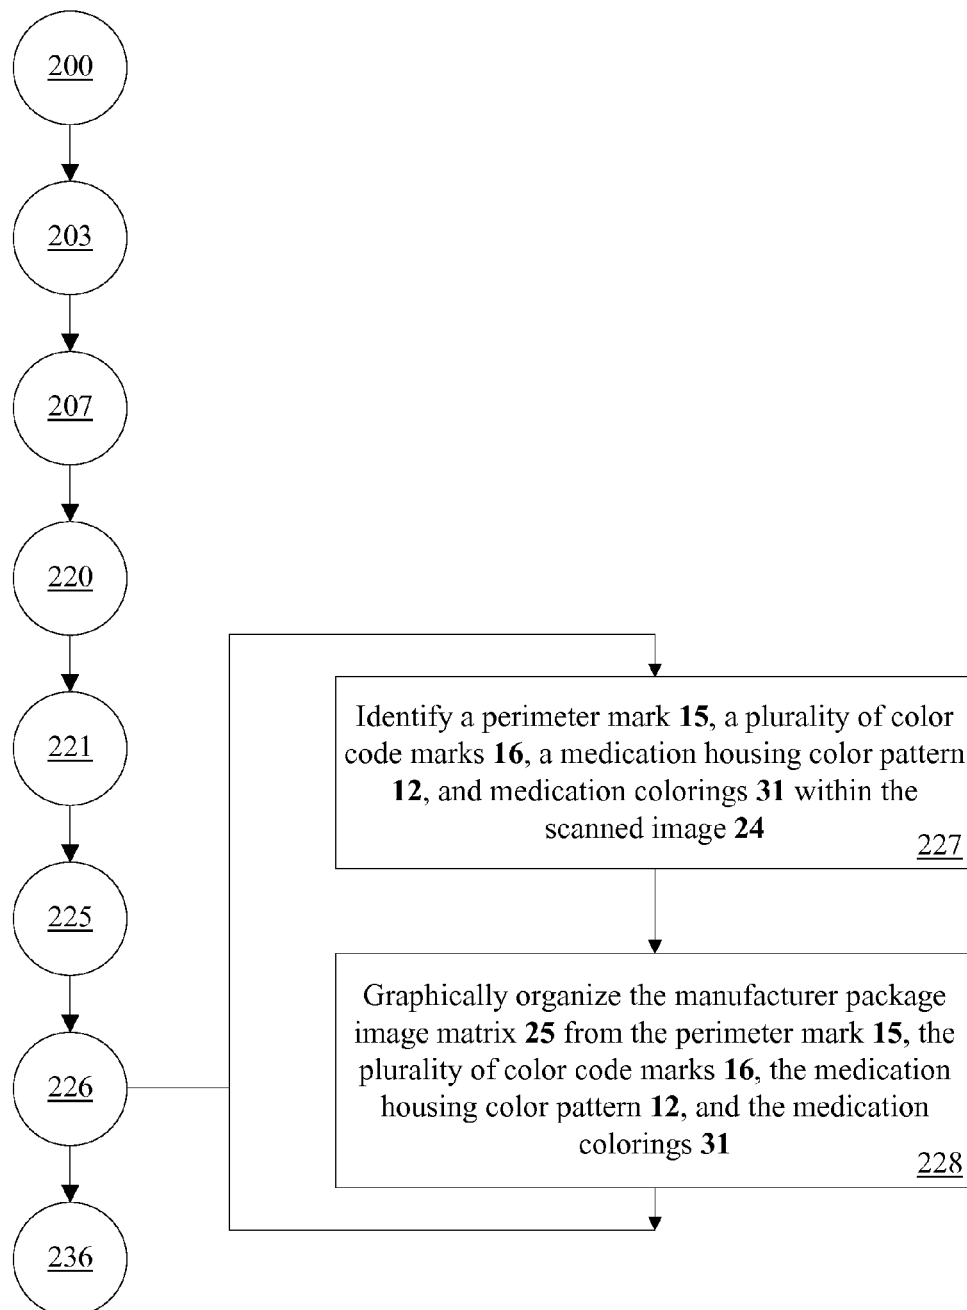 200
203
207
220
221
225
226
236
Identify a perimeter mark 15, a plurality of color
code marks 16, a medication housing color pattern
12, and medication colorings 31 within the
scanned image 24
227
Graphically organize the manufacturer package
image matrix 25 from the perimeter mark 15, the
plurality of color code marks 16, the medication
housing color pattern 12, and the medication
colorings 31
228